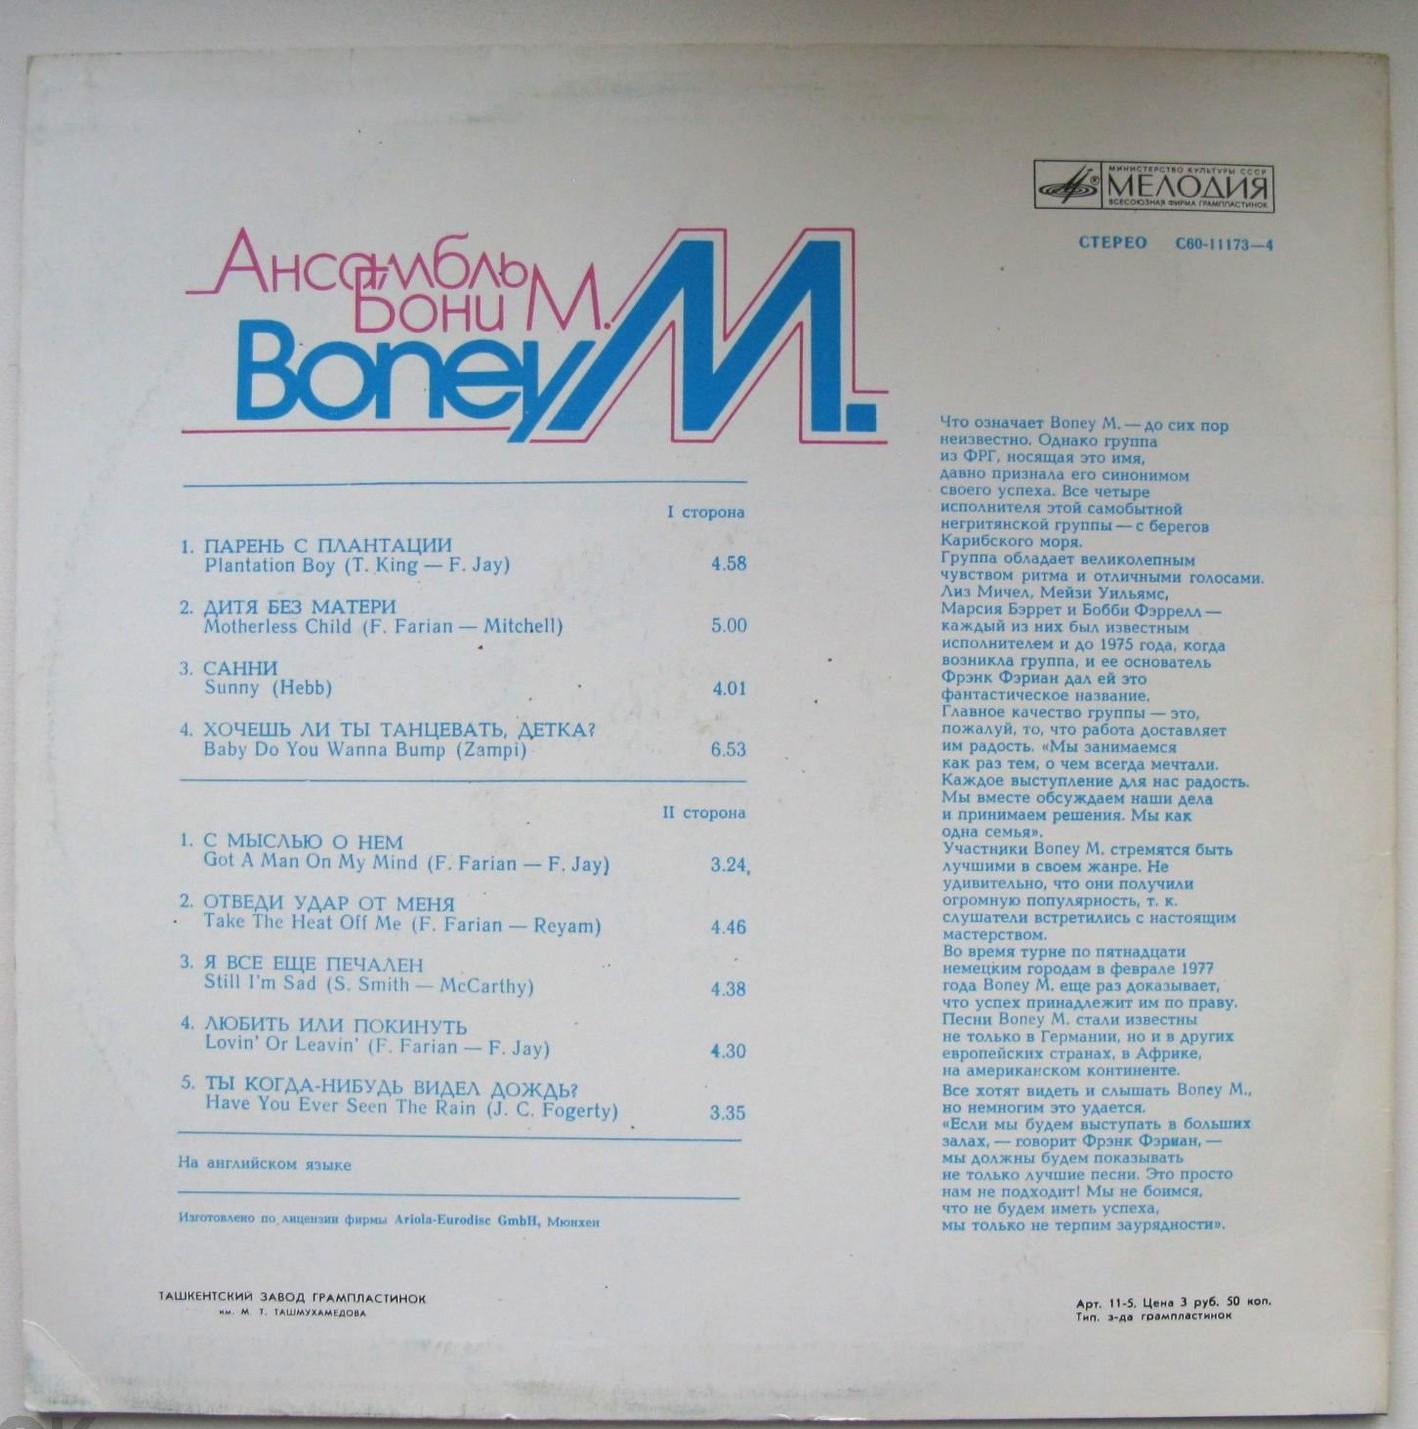 МИНИСТЕРСТВО КУЛЬТУРЫ СССР
МЕЛОДИЯ
ВСЕСОЮЗНАЯ ФИРМА ГРАМПЛАСТИНОК
СТЕРЕО С60-11173—4
Ансамбль
Бони М.
Boney M.
I сторона
1. ПАРЕНЬ С ПЛАНТАЦИИ
Plantation Boy (T. King — F. Jay) 4.58
2. ДИТЯ БЕЗ МАТЕРИ
Motherless Child (F. Farian — Mitchell) 5.00
3. САННИ
Sunny (Hebb) 4.01
4. ХОЧЕШЬ ЛИ ТЫ ТАНЦЕВАТЬ, ДЕТКА?
Baby Do You Wanna Bump (Zampi) 6.53
II сторона
1. С МЫСЛЬЮ О НЕМ
Got A Man On My Mind (F. Farian — F. Jay) 3.24,
2. ОТВЕДИ УДАР ОТ МЕНЯ
Take The Heat Off Me (F. Farian — Reyam) 4.46
3. Я ВСЕ ЕЩЕ ПЕЧАЛЕН
Still I'm Sad (S. Smith — McCarthy) 4.38
4. ЛЮБИТЬ ИЛИ ПОКИНУТЬ
Lovin' Or Leavin' (F. Farian — F. Jay) 4.30
5. ТЫ КОГДА-НИБУДЬ ВИДЕЛ ДОЖДЬ?
Have You Ever Seen The Rain (J. C. Fogerty) 3.35
На английском языке
Изготовлено по лицензии фирмы Ariola-Eurodisc GmbH, Мюнхен
Что означает Boney M. — до сих пор
неизвестно. Однако группа
из ФРГ, носящая это имя,
давно признала его синонимом
своего успеха. Все четыре
исполнителя этой самобытной
негритянской группы — с берегов
Карибского моря.
Группа обладает великолепным
чувством ритма и отличными голосами.
Лиз Мичел, Мейзи Уильямс,
Марсия Бэррет и Бобби Фэррелл —
каждый из них был известным
исполнителем и до 1975 года, когда
возникла группа, и ее основатель
Фрэнк Фэриан дал ей это
фантастическое название.
Главное качество группы — это,
пожалуй, то, что работа доставляет
им радость. «Мы занимаемся
как раз тем, о чем всегда мечтали.
Каждое выступление для нас радость.
Мы вместе обсуждаем наши дела
и принимаем решения. Мы как
одна семья».
Участники Boney M. стремятся быть
лучшими в своем жанре. Не
удивительно, что они получили
огромную популярность, т. к.
слушатели встретились с настоящим
мастерством.
Во время турне по пятнадцати
немецким городам в феврале 1977
года Boney M. еще раз доказывает,
что успех принадлежит им по праву.
Песни Boney M. стали известны
не только в Германии, но и в других
европейских странах, в Африке,
на американском континенте.
Все хотят видеть и слышать Boney M.,
но немногим это удается.
«Если мы будем выступать в больших
залах, — говорит Фрэнк Фэриан, —
мы должны будем показывать
не только лучшие песни. Это просто
нам не подходит! Мы не боимся,
что не будем иметь успеха,
мы только не терпим заурядности».
ТАШКЕНТСКИЙ ЗАВОД ГРАМПЛАСТИНОК
им. М. Т. ТАШМУХАМЕДОВА
Арт. 11-5, Цена 3 руб. 50 коп.
Тип. з-да грампластинок